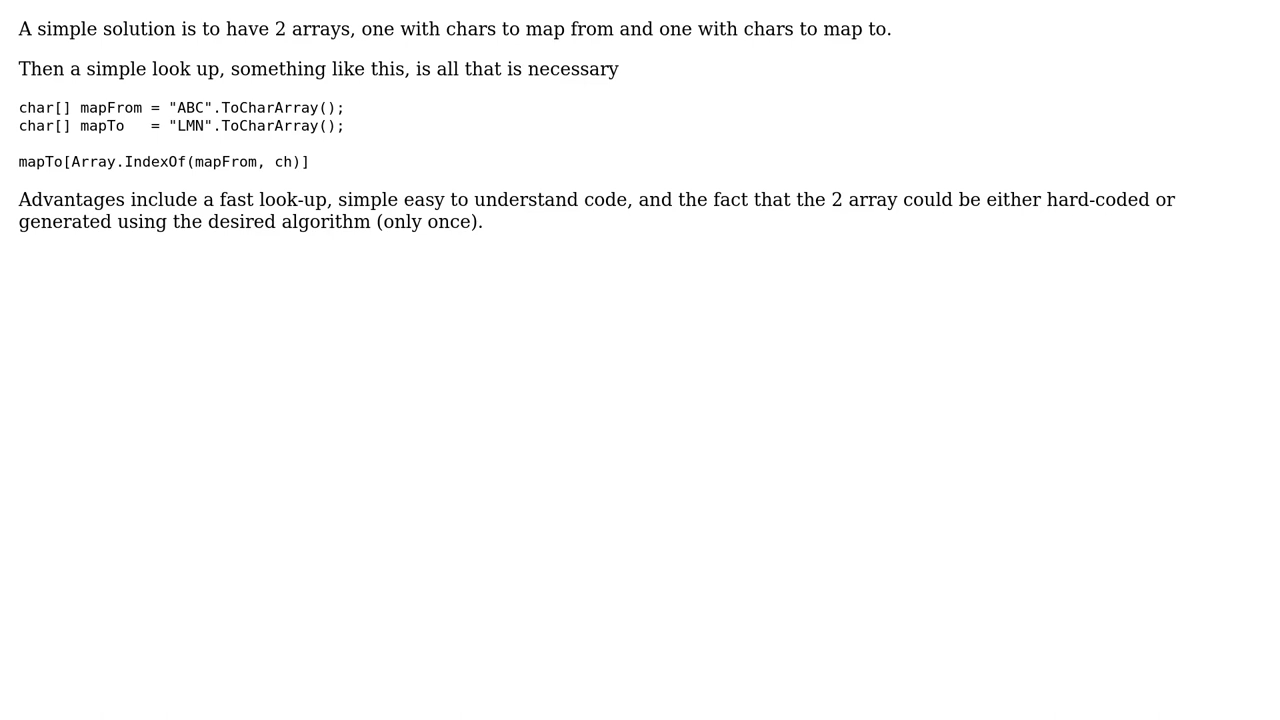 A simple solution is to have 2 arrays, one with chars to map from and one with chars to map to.
Then a simple look up, something like this, is all that is necessary
char[] mapFrom = "ABC".ToCharArray();
char[] mapTo   = "LMN".ToCharArray();
mapTo[Array.IndexOf(mapFrom, ch)]
Advantages include a fast look-up, simple easy to understand code, and the fact that the 2 array could be either hard-coded or
generated using the desired algorithm (only once).